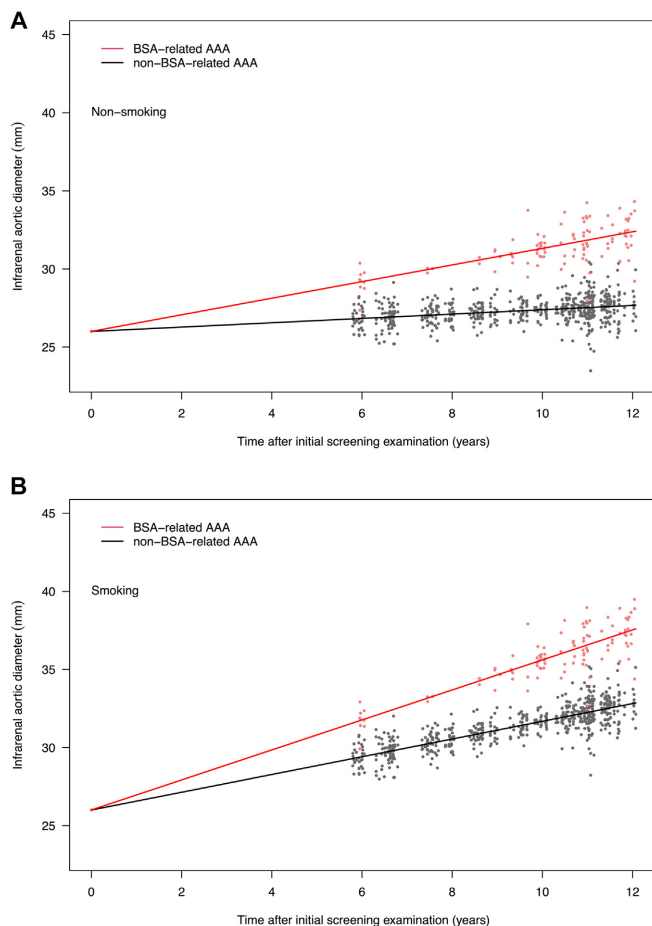 A
45
40
35
30
25
Infrarenal aortic diameter (mm)
BSA−related AAA
non−BSA−related AAA
Non−smoking
0 2 4 6 8 10 12
Time after initial screening examination (years)
B
45
40
35
30
25
Infrarenal aortic diameter (mm)
BSA−related AAA
non−BSA−related AAA
Smoking
0 2 4 6 8 10 12
Time after initial screening examination (years)